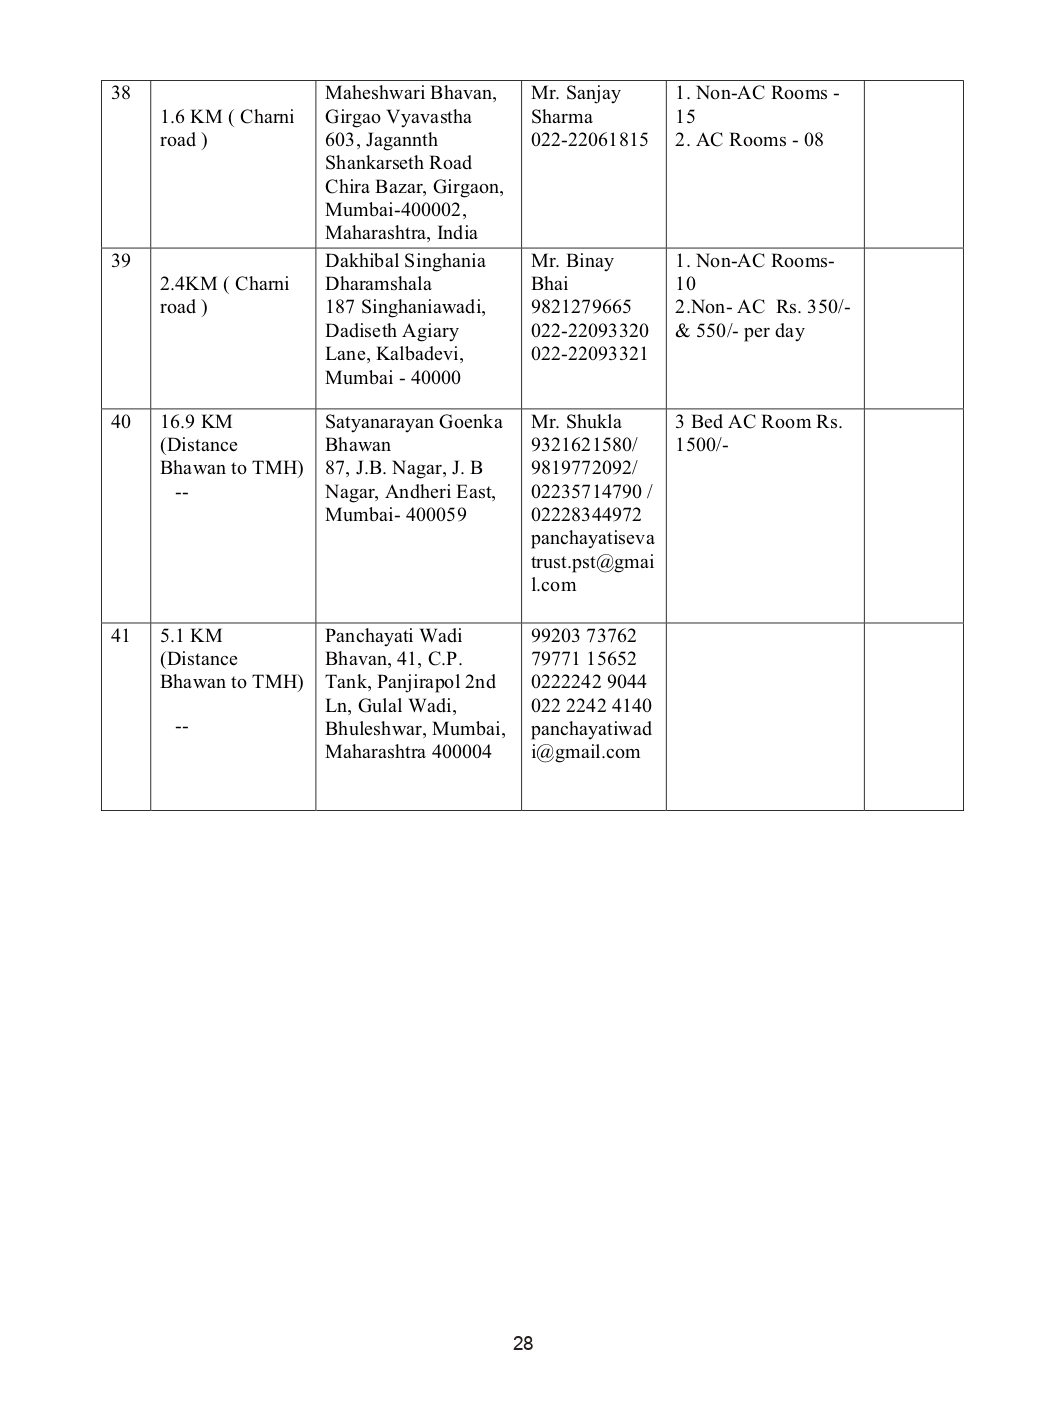 38
1.6 KM ( Charni
road )
Maheshwari Bhavan,
Girgao Vyavastha
603, Jagannth
Shankarseth Road
Chira Bazar, Girgaon,
Mumbai-400002,
Maharashtra, India
Mr. Sanjay
Sharma
022-22061815
1. Non-AC Rooms -
15
2. AC Rooms - 08
39
2.4KM ( Charni
road )
Dakhibal Singhania
Dharamshala
187 Singhaniawadi,
Dadiseth Agiary
Lane, Kalbadevi,
Mumbai - 40000
Mr. Binay
Bhai
9821279665
022-22093320
022-22093321
1. Non-AC Rooms-
10
2.Non- AC  Rs. 350/-
& 550/- per day
40
16.9 KM
(Distance
Bhawan to TMH)
--
Satyanarayan Goenka
Bhawan
87, J.B. Nagar, J. B
Nagar, Andheri East,
Mumbai- 400059
Mr. Shukla
9321621580/
9819772092/
02235714790 /
02228344972
panchayatiseva
trust.pst@gmai
l.com
3 Bed AC Room Rs.
1500/-
41
5.1 KM
(Distance
Bhawan to TMH)
--
Panchayati Wadi
Bhavan, 41, C.P.
Tank, Panjirapol 2nd
Ln, Gulal Wadi,
Bhuleshwar, Mumbai,
Maharashtra 400004
99203 73762
79771 15652
0222242 9044
022 2242 4140
panchayatiwad
i@gmail.com
28